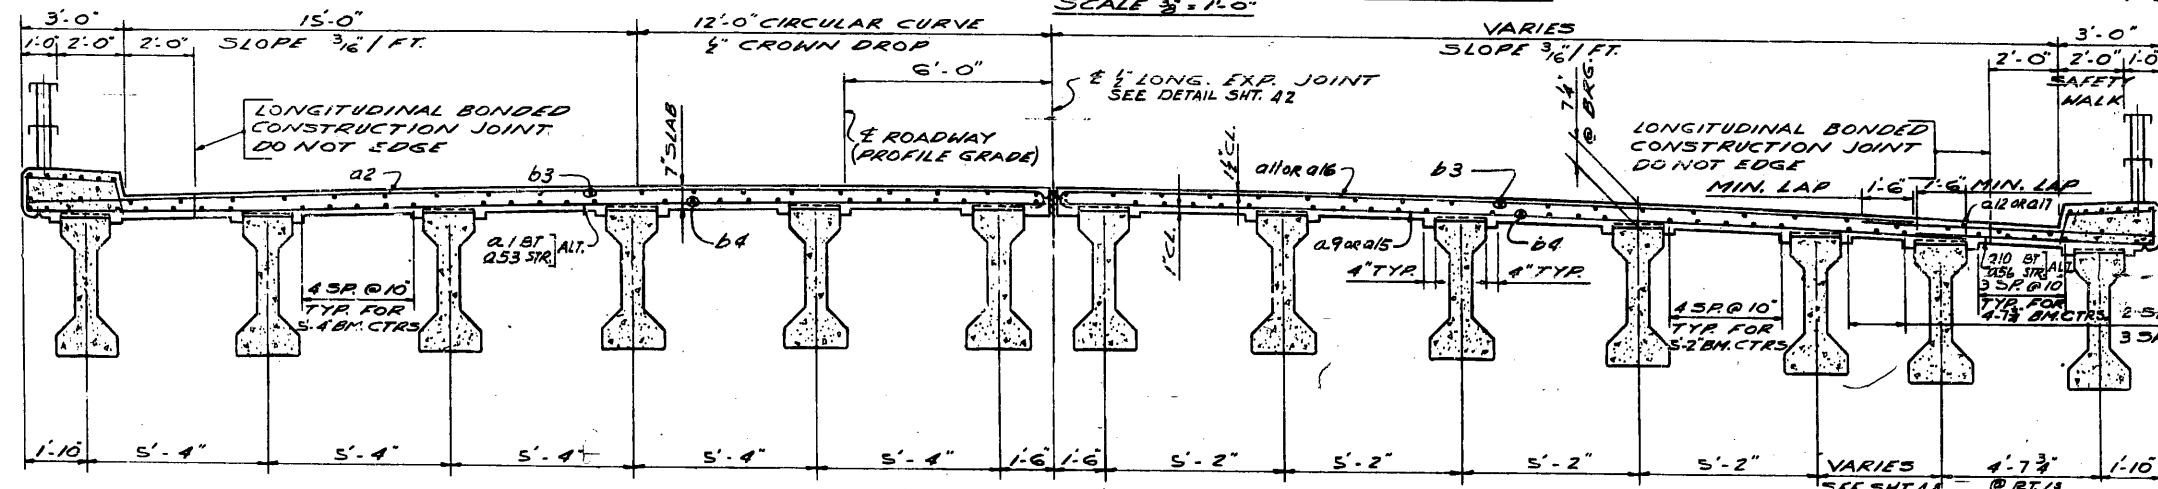 SCALE 3/8" = 1'-0"
3'-0"
15'-0"
12'-0" CIRCULAR CURVE
VARIES
3'-0"
1'-0" 2'-0"
2'-0"
SLOPE 3/16"/FT.
1/2" CROWN DROP
SLOPE 3/16"/FT.
2'-0"
2'-0" 1'-0"
6'-0"
SAFETY
WALK
LONGITUDINAL BONDED
CONSTRUCTION JOINT
DO NOT EDGE
7" SLAB
℄ ROADWAY
(PROFILE GRADE)
℄ 1/2" LONG. EXP. JOINT
SEE DETAIL SHT. 42
1 1/2" CL.
7 1/4"
@ BRG.
LONGITUDINAL BONDED
CONSTRUCTION JOINT
DO NOT EDGE
a2
b3
a11 OR a16
b3
MIN. LAP
1'-6"
1'-6"
MIN. LAP
a12 OR a17
a1 BT
a53 STR.
ALT.
b4
1" CL.
a9 OR a15
b4
4" TYP.
4" TYP.
a10 BT
a56 STR.
ALT.
4 SP. @ 10"
TYP. FOR
5'-4" BM. CTRS
4 SP. @ 10"
TYP. FOR
5'-2" BM. CTRS
3 SP. @ 10"
TYP. FOR
4'-7 3/4" BM. CTRS
1'-10"
5'-4"
5'-4"
5'-4"
5'-4"
5'-4"
1'-6"
1'-6"
5'-2"
5'-2"
5'-2"
5'-2"
VARIES
4'-7 3/4"
1'-10"